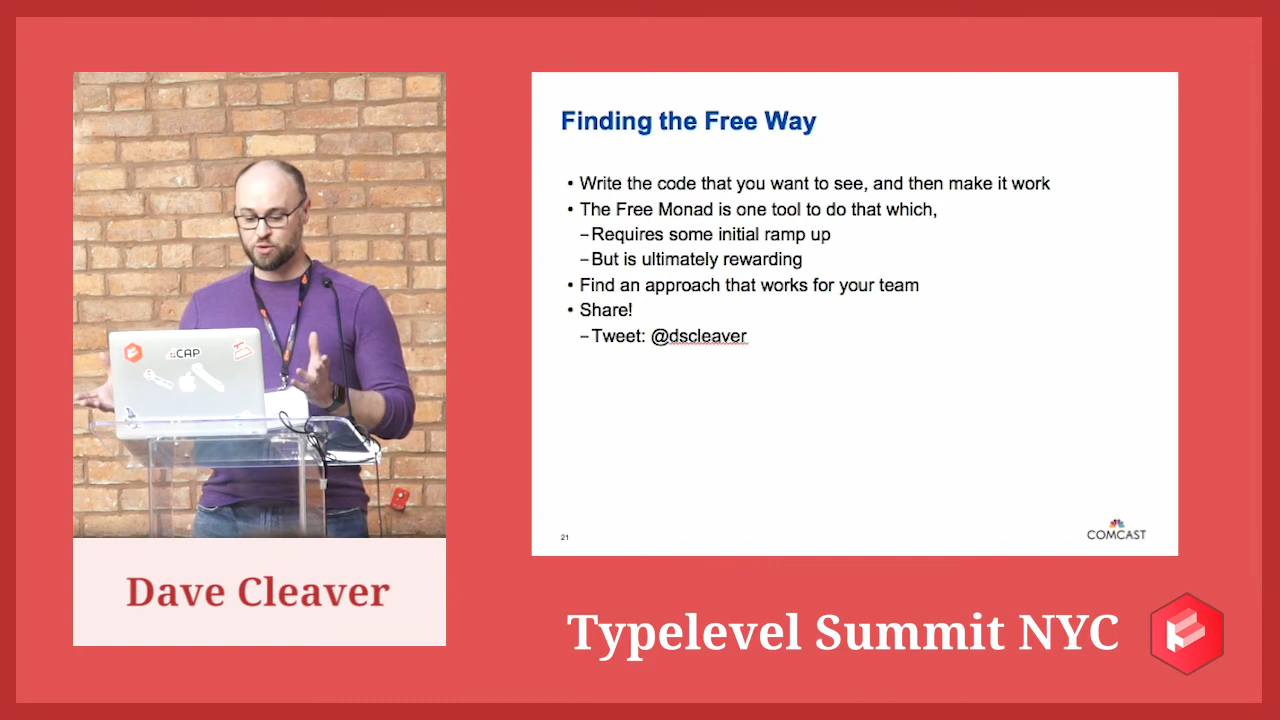 Finding the Free Way
• Write the code that you want to see, and then make it work
• The Free Monad is one tool to do that which,
–Requires some initial ramp up
–But is ultimately rewarding
• Find an approach that works for your team
• Share!
–Tweet: @dscleaver
21
COMCAST
CAP
Dave Cleaver
Typelevel Summit NYC